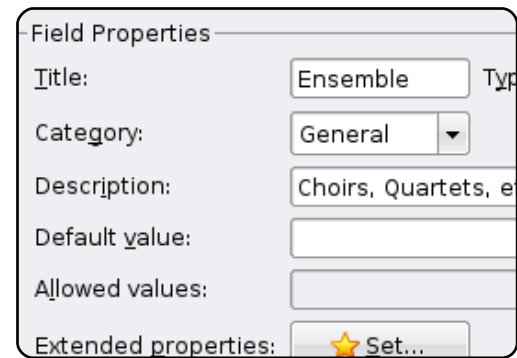 Field Properties
Title: Ensemble
Category: General
Description: Choirs, Quartets,
Default value:
Allowed values:
Extended properties: Set...